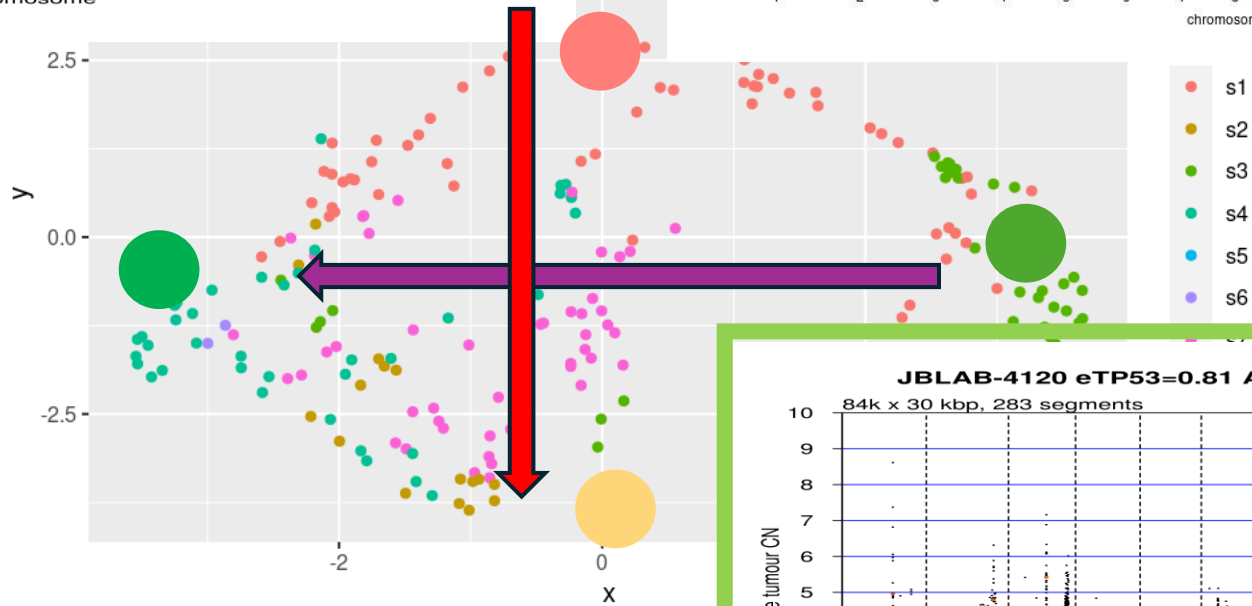 chromosor
2.5
0.0
-2.5
y
-2
0
x
s1
s2
s3
s4
s5
s6
JBLAB-4120 eTP53=0.81 A
84k x 30 kbp, 283 segments
10
9
8
7
6
5
e tumour CN